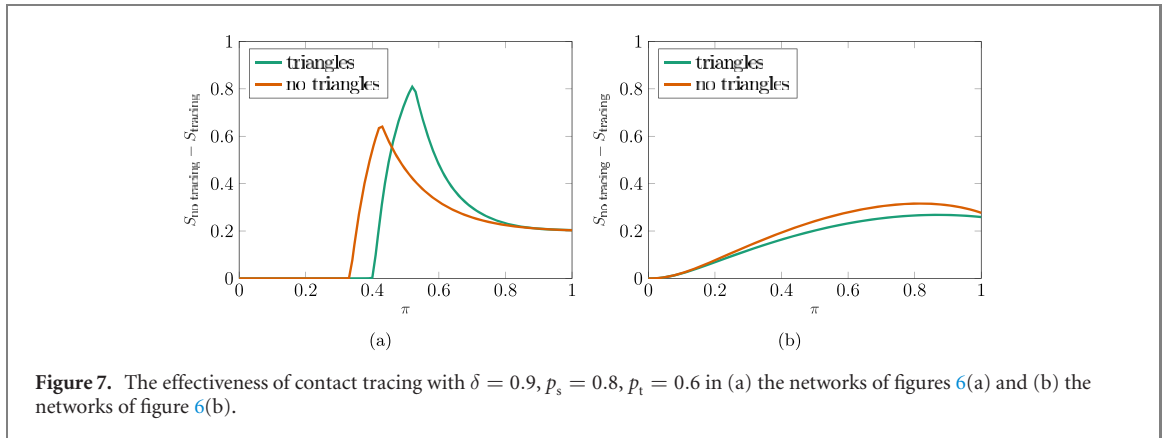 1
0.8
0.6
0.4
0.2
0
0 0.2 0.4 0.6 0.8 1
S_no tracing − S_tracing
triangles
no triangles
π
(a)
1
0.8
0.6
0.4
0.2
0
0 0.2 0.4 0.6 0.8 1
S_no tracing − S_tracing
triangles
no triangles
π
(b)
Figure 7. The effectiveness of contact tracing with δ = 0.9, p_s = 0.8, p_t = 0.6 in (a) the networks of figures 6(a) and (b) the
networks of figure 6(b).